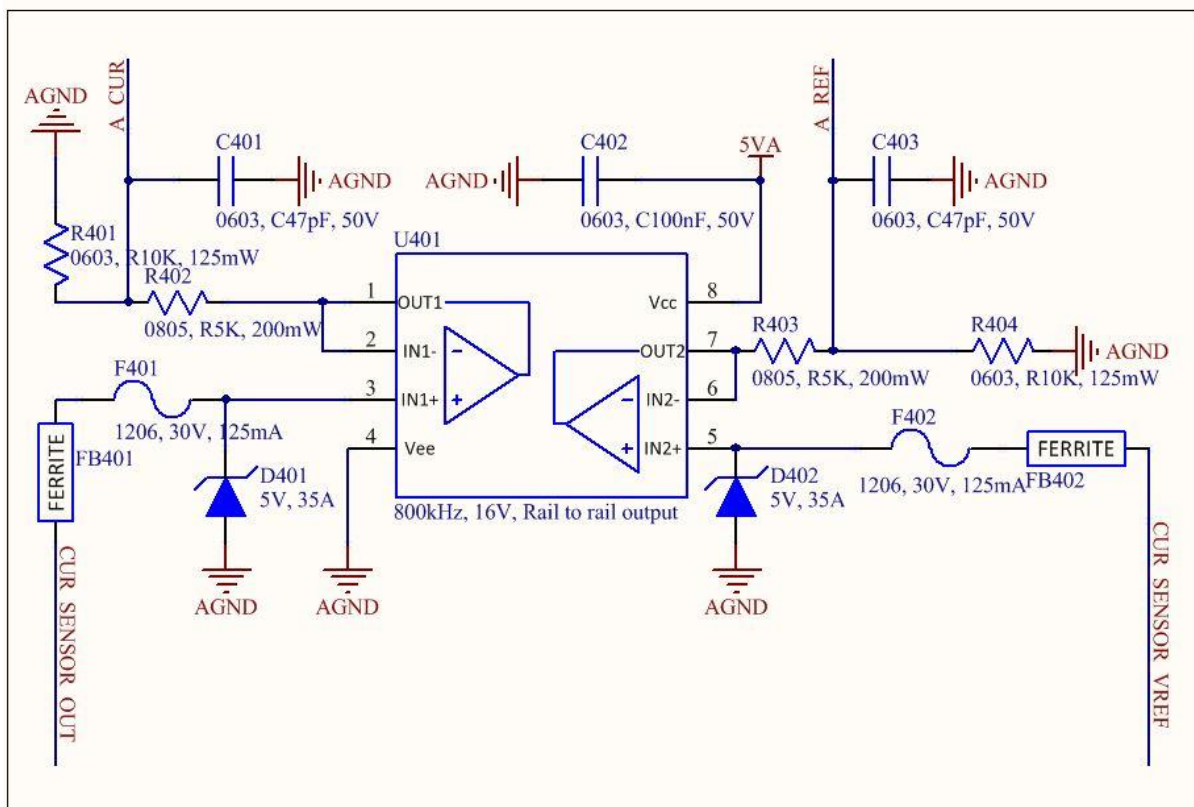 A CUR
AGND
C401
AGND
0603, C47pF, 50V
R401
0603, R10K, 125mW
R402
0805, R5K, 200mW
C402
AGND
5VA
0603, C100nF, 50V
A REF
C403
AGND
0603, C47pF, 50V
U401
1
OUT1
2
IN1-
3
IN1+
4
Vee
Vcc
8
OUT2
7
IN2-
6
IN2+
5
800kHz, 16V, Rail to rail output
R403
0805, R5K, 200mW
R404
AGND
0603, R10K, 125mW
F401
1206, 30V, 125mA
FERRITE
FB401
D401
5V, 35A
AGND
AGND
CUR SENSOR OUT
F402
1206, 30V, 125mA
FERRITE
FB402
D402
5V, 35A
AGND
CUR SENSOR VREF